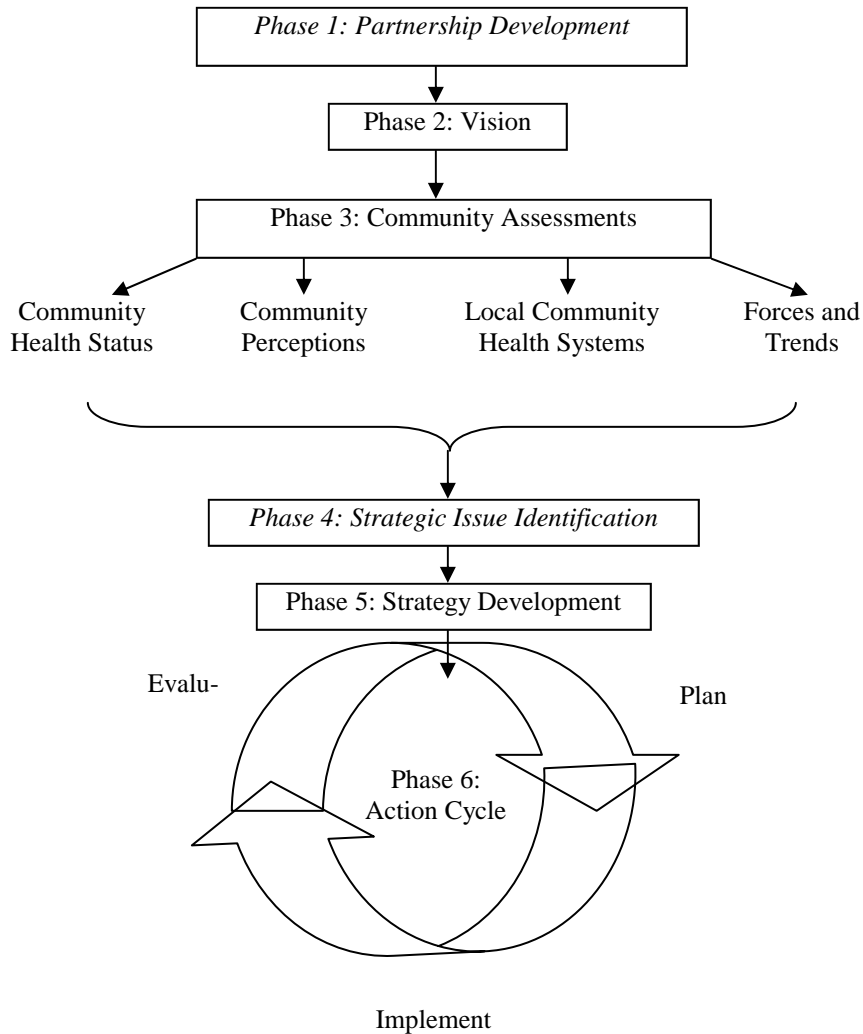 Phase 1: Partnership Development
Phase 2: Vision
Phase 3: Community Assessments
Community
Health Status
Community
Perceptions
Local Community
Health Systems
Forces and
Trends
Phase 4: Strategic Issue Identification
Phase 5: Strategy Development
Evalu-
Plan
Phase 6:
Action Cycle
Implement